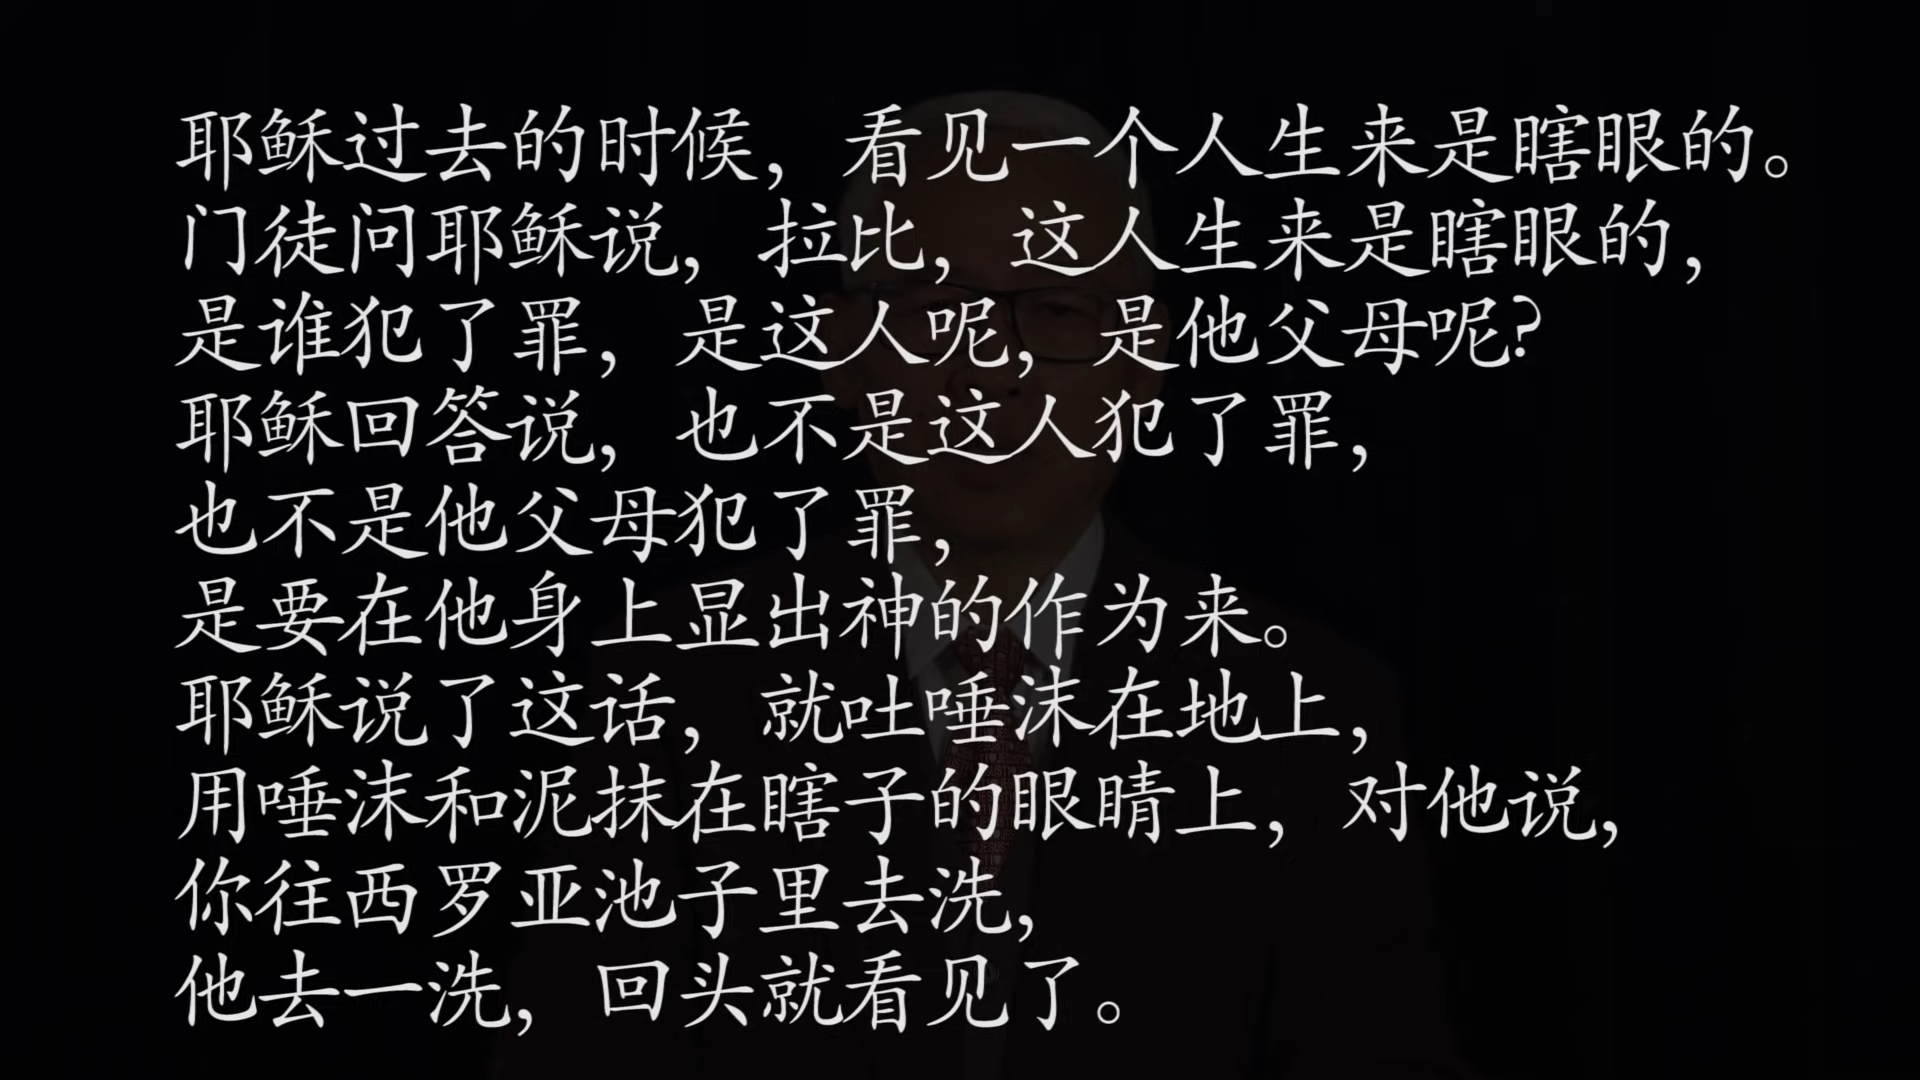 耶稣过去的时候，看见一个人生来是瞎眼的。
门徒问耶稣说，拉比，这人生来是瞎眼的，
是谁犯了罪，是这人呢，是他父母呢？
耶稣回答说，也不是这人犯了罪，
也不是他父母犯了罪，
是要在他身上显出神的作为来。
耶稣说了这话，就吐唾沫在地上，
用唾沫和泥抹在瞎子的眼睛上，对他说，
你往西罗亚池子里去洗，
他去一洗，回头就看见了。